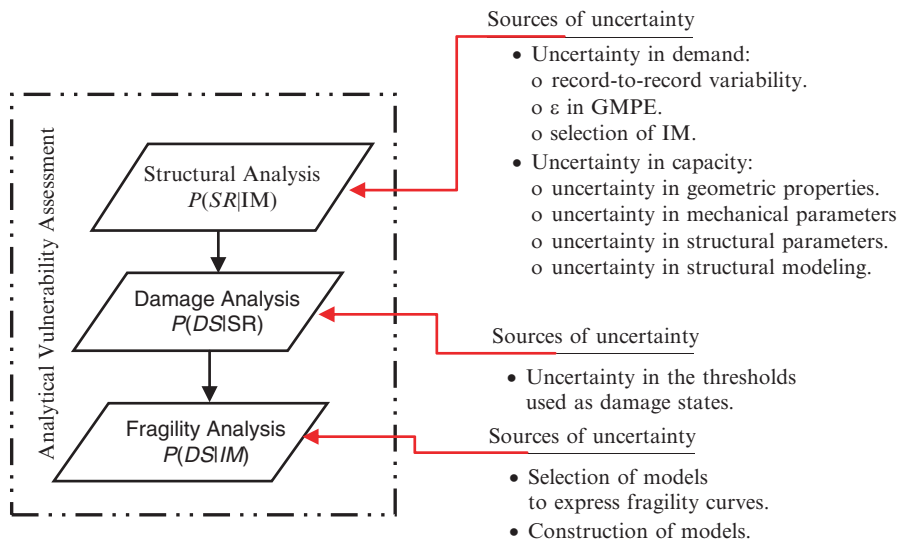 Analytical Vulnerability Assessment
Structural Analysis
P(SR|IM)
Damage Analysis
P(DS|SR)
Fragility Analysis
P(DS|IM)
Sources of uncertainty
• Uncertainty in demand:
o record-to-record variability.
o ε in GMPE.
o selection of IM.
• Uncertainty in capacity:
o uncertainty in geometric properties.
o uncertainty in mechanical parameters
o uncertainty in structural parameters.
o uncertainty in structural modeling.
Sources of uncertainty
• Uncertainty in the thresholds
used as damage states.
Sources of uncertainty
• Selection of models
to express fragility curves.
• Construction of models.